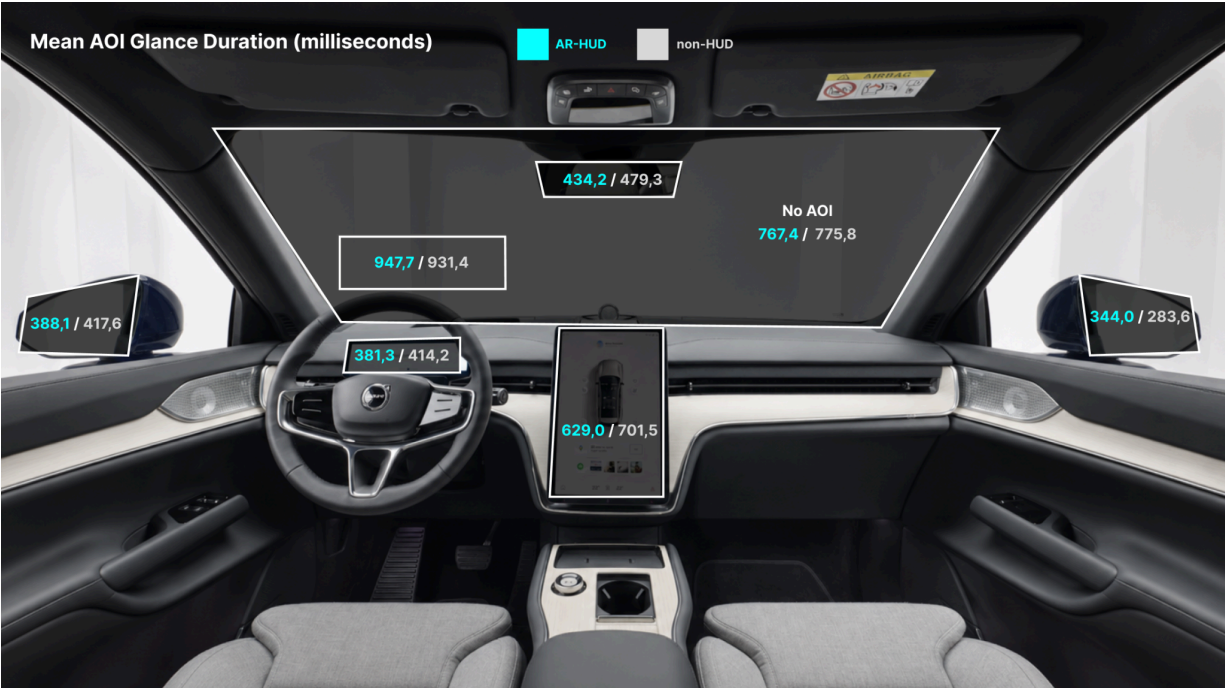 Mean AOI Glance Duration (milliseconds)
AR-HUD
non-HUD
AIRBAG
434,2 / 479,3
No AOI
767,4 / 775,8
947,7 / 931,4
388,1 / 417,6
344,0 / 283,6
381,3 / 414,2
629,0 / 701,5